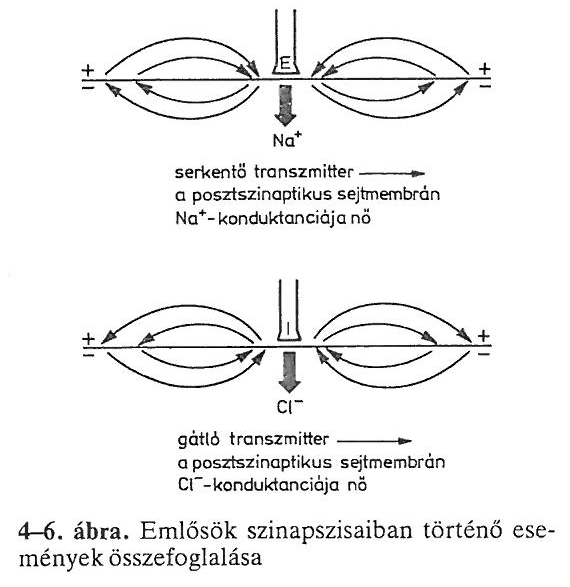 E
+ +
− −
Na⁺
serkentő transzmitter ⟶
a posztszinaptikus sejtmembrán
Na⁺-konduktanciája nő
I
+ +
− −
Cl⁻
gátló transzmitter ⟶
a posztszinaptikus sejtmembrán
Cl⁻-konduktanciája nő
4–6. ábra. Emlősök szinapszisaiban történő ese-
mények összefoglalása